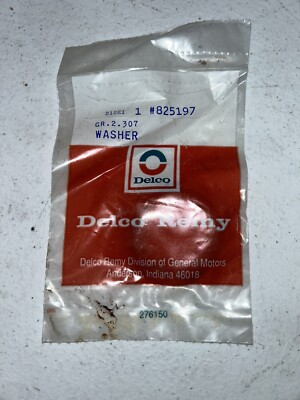 1 #825197
GR.2.307
WASHER
Delco
Delco Remy
Delco Remy Division of General Motors
Anderson, Indiana 46018
276150